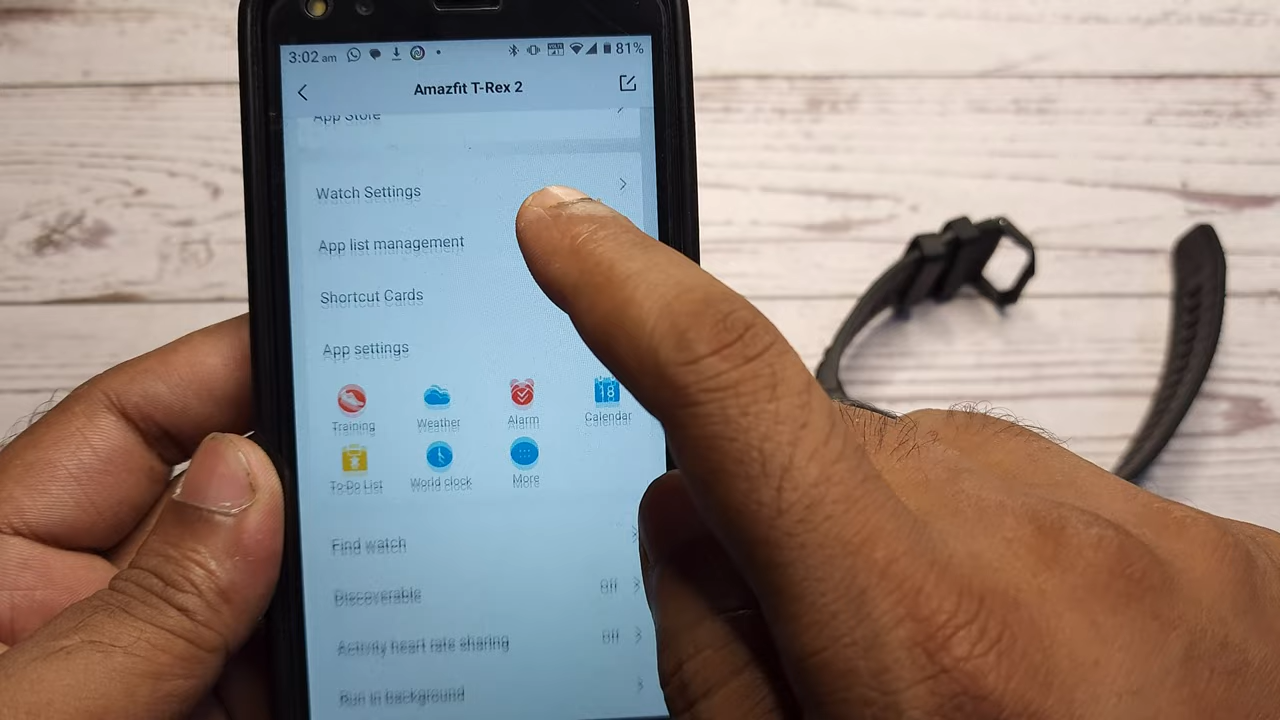 3:02 am 81%
Amazfit T-Rex 2
App Store
Watch Settings
App list management
Shortcut Cards
App settings
Training Weather Alarm Calendar
18
To-Do List World clock More
Find watch
Discoverable Off
Activity heart rate sharing Off
Run in background